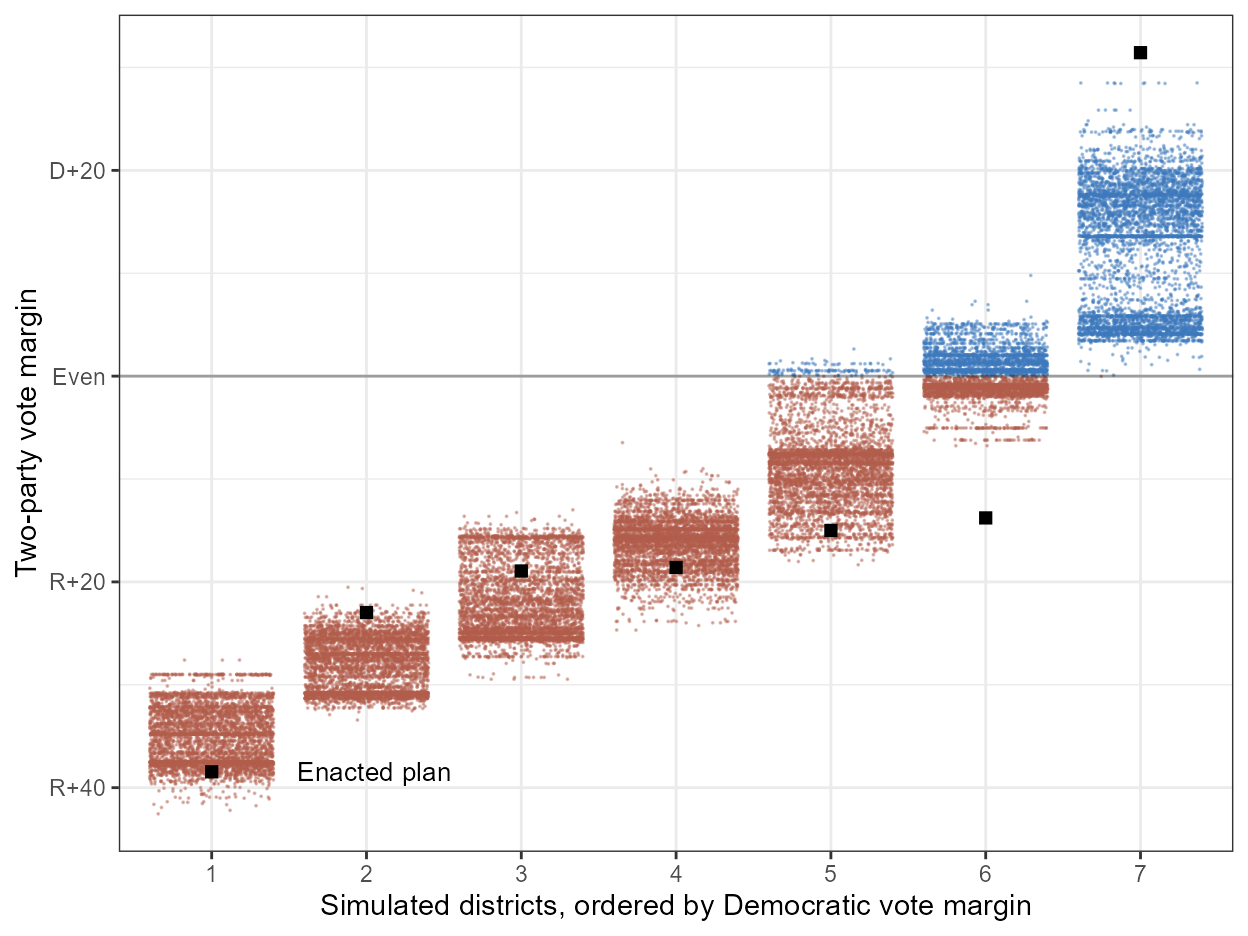 Two-party vote margin
D+20
Even
R+20
R+40
Enacted plan
1 2 3 4 5 6 7
Simulated districts, ordered by Democratic vote margin